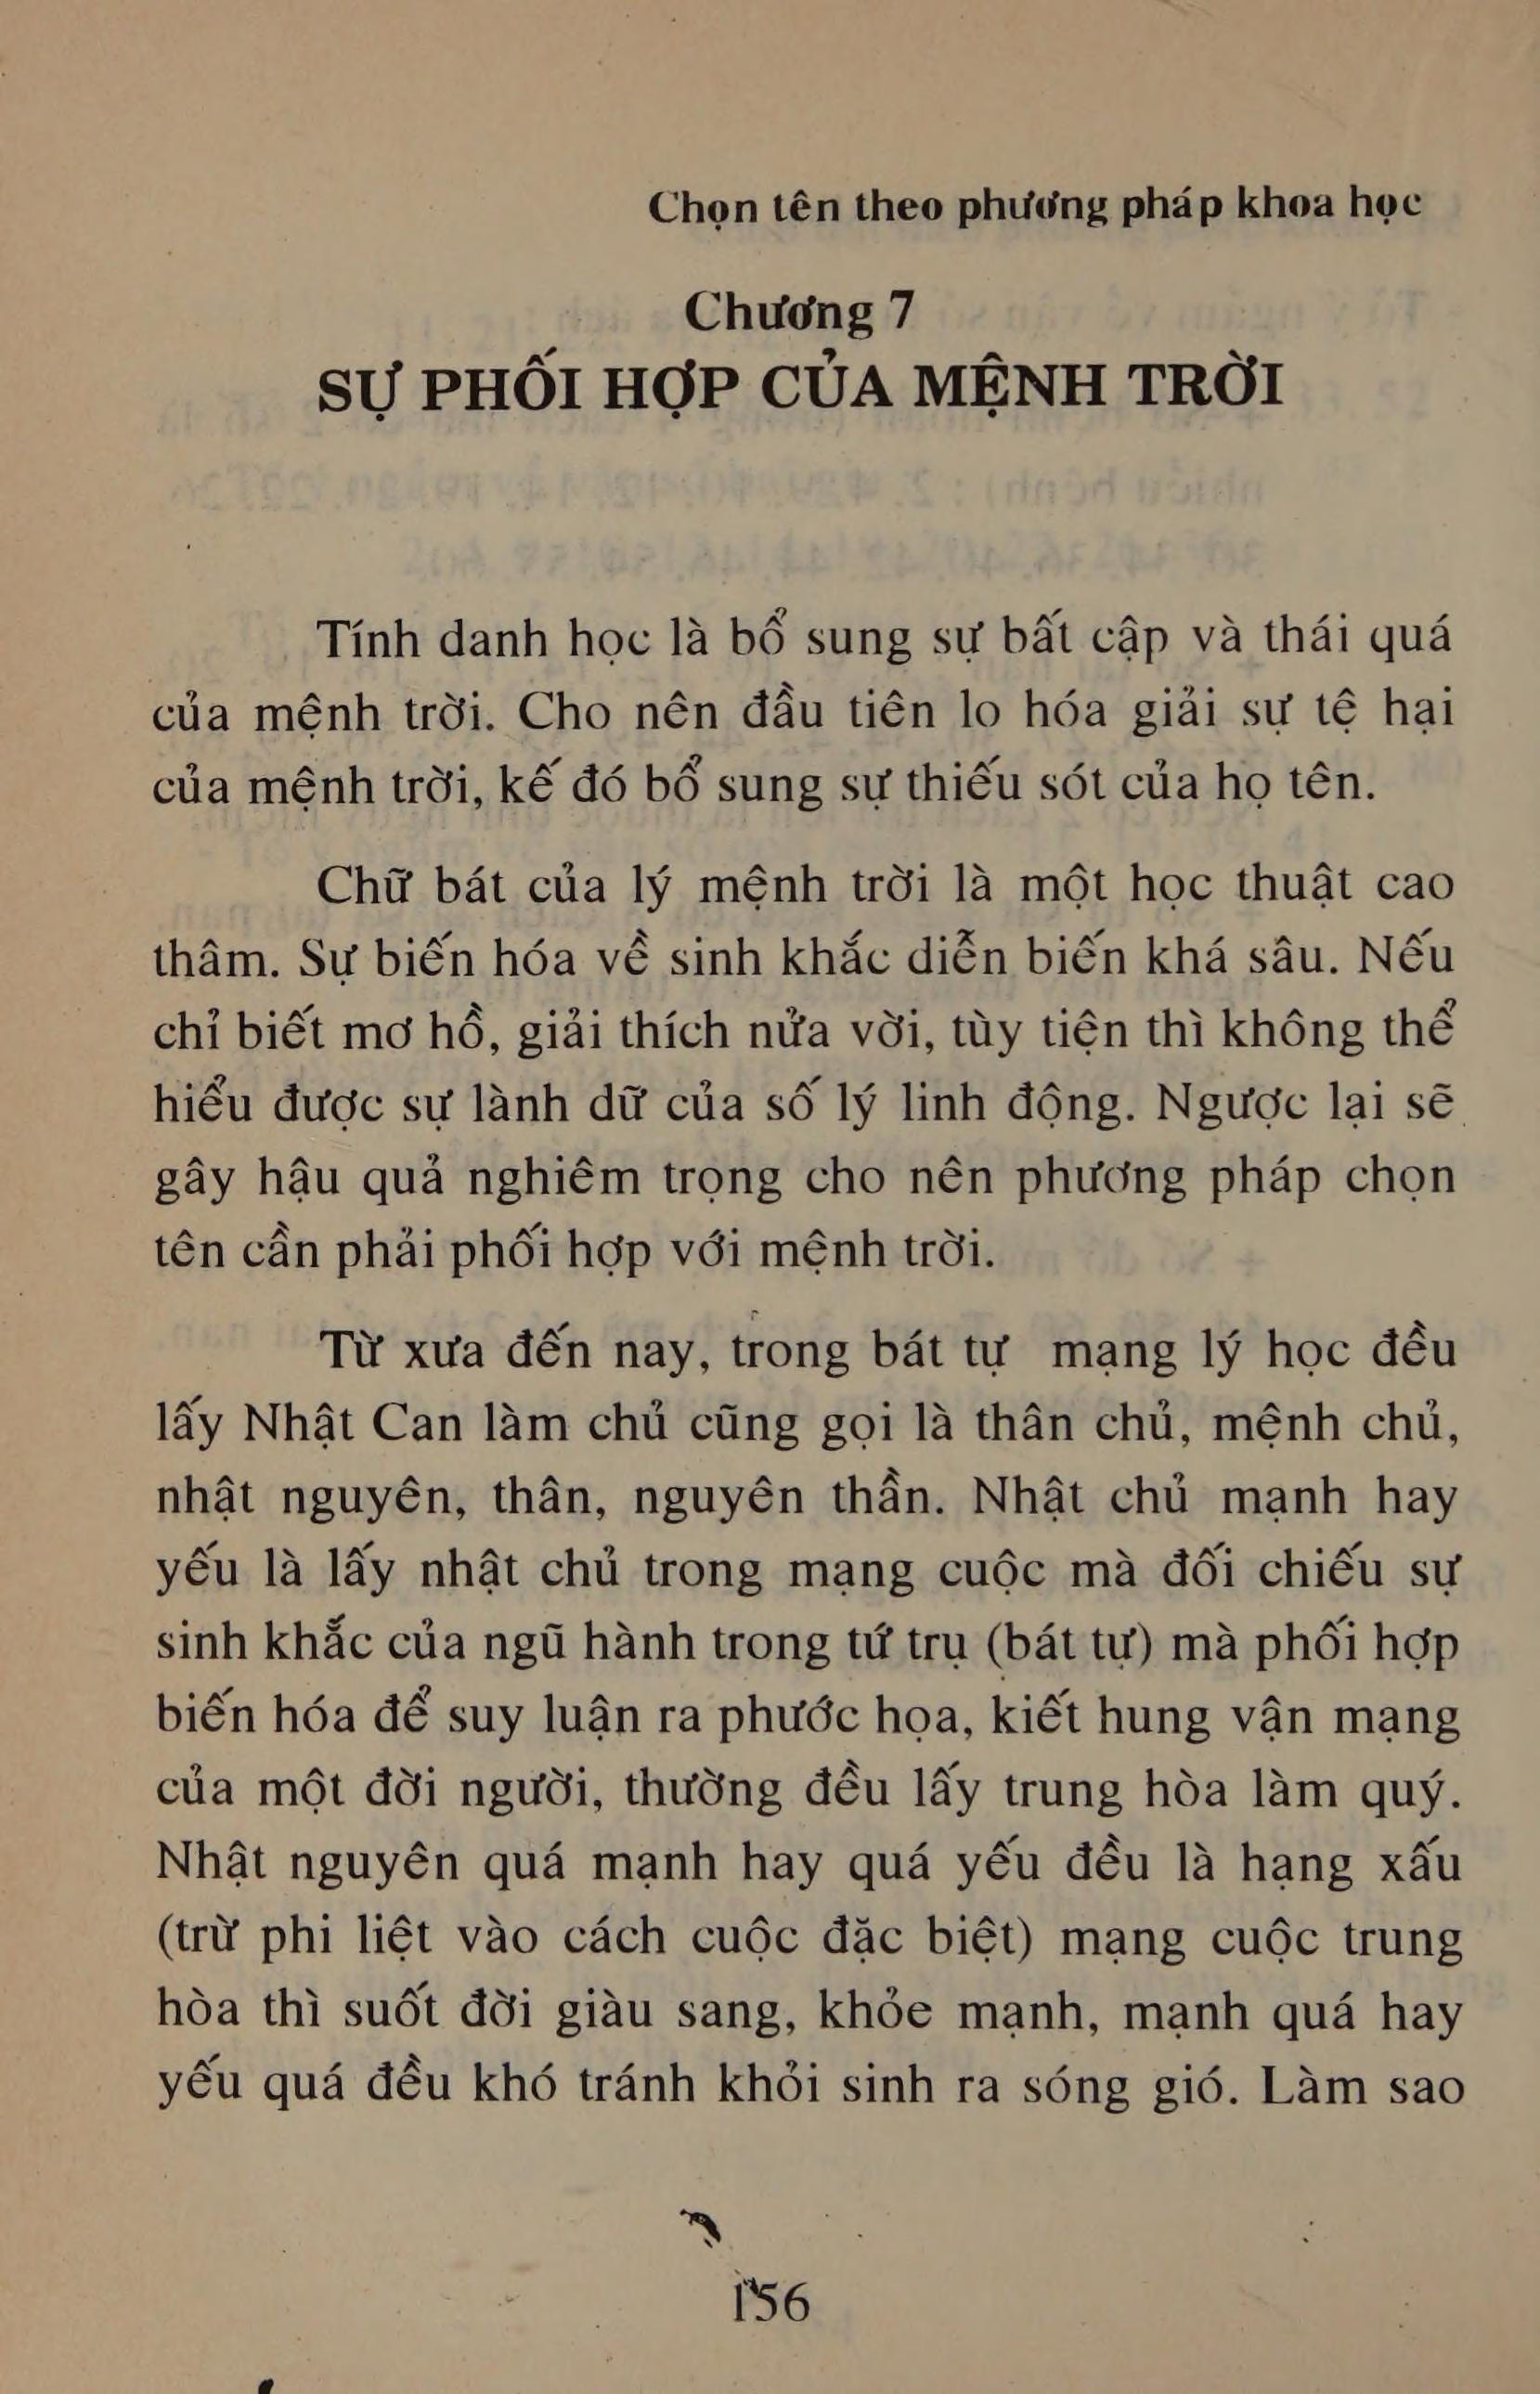 Chọn tên theo phương pháp khoa học
Chương 7
SỰ PHỐI HỢP CỦA MỆNH TRỜI
Tính danh học là bổ sung sự bất cập và thái quá
của mệnh trời. Cho nên đầu tiên lo hóa giải sự tệ hại
của mệnh trời, kế đó bổ sung sự thiếu sót của họ tên.
Chữ bát của lý mệnh trời là một học thuật cao
thâm. Sự biến hóa về sinh khắc diễn biến khá sâu. Nếu
chỉ biết mơ hồ, giải thích nửa vời, tùy tiện thì không thể
hiểu được sự lành dữ của số lý linh động. Ngược lại sẽ
gây hậu quả nghiêm trọng cho nên phương pháp chọn
tên cần phải phối hợp với mệnh trời.
Từ xưa đến nay, trong bát tự mạng lý học đều
lấy Nhật Can làm chủ cũng gọi là thân chủ, mệnh chủ,
nhật nguyên, thân, nguyên thần. Nhật chủ mạnh hay
yếu là lấy nhật chủ trong mạng cuộc mà đối chiếu sự
sinh khắc của ngũ hành trong tứ trụ (bát tự) mà phối hợp
biến hóa để suy luận ra phước họa, kiết hung vận mạng
của một đời người, thường đều lấy trung hòa làm quý.
Nhật nguyên quá mạnh hay quá yếu đều là hạng xấu
(trừ phi liệt vào cách cuộc đặc biệt) mạng cuộc trung
hòa thì suốt đời giàu sang, khỏe mạnh, mạnh quá hay
yếu quá đều khó tránh khỏi sinh ra sóng gió. Làm sao
156